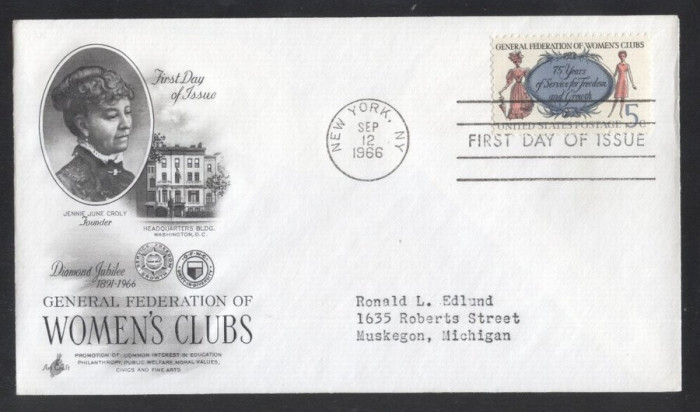 First Day
of Issue
JENNIE JUNE CROLY
Founder
HEADQUARTERS BLDG.
WASHINGTON, D.C.
Diamond Jubilee
1891-1966
GENERAL FEDERATION OF
WOMEN'S CLUBS
PROMOTION OF COMMON INTEREST IN EDUCATION
PHILANTHROPY, PUBLIC WELFARE, MORAL VALUES,
CIVICS AND FINE ARTS
Art Craft
NEW YORK, NY
SEP
12
1966
GENERAL FEDERATION OF WOMEN'S CLUBS
75 Years
of Service for Freedom
and Growth
5c
UNITED STATES POSTAGE
FIRST DAY OF ISSUE
Ronald L. Edlund
1635 Roberts Street
Muskegon, Michigan